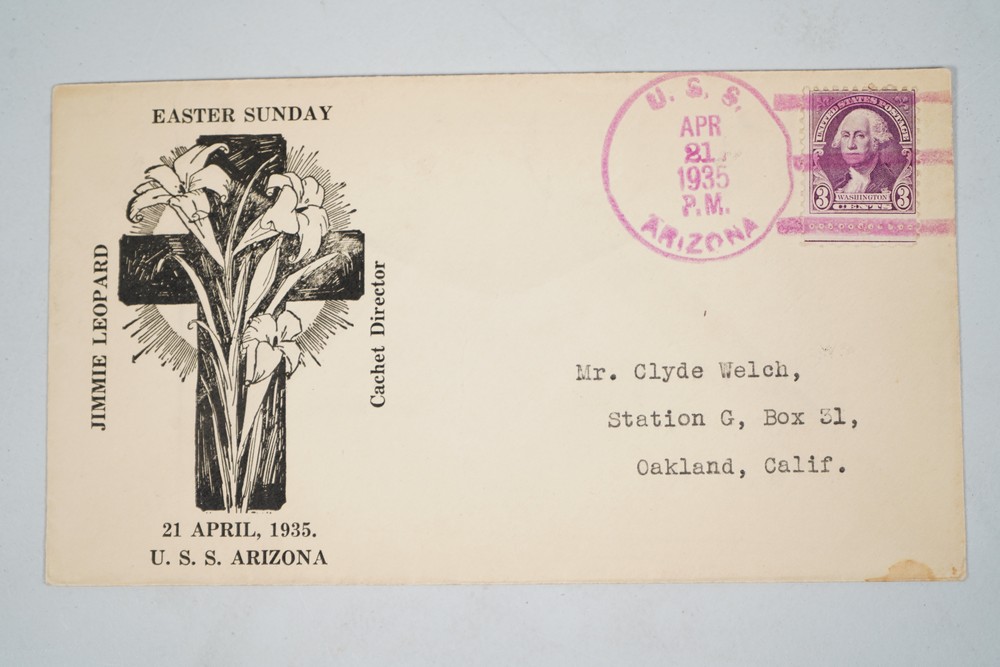 EASTER SUNDAY
JIMMIE LEOPARD
Cachet Director
21 APRIL, 1935.
U. S. S. ARIZONA
U. S. S.
APR
21
1935
P.M.
ARIZONA
UNITED STATES POSTAGE
3 WASHINGTON 3
CENTS
Mr. Clyde Welch,
Station G, Box 31,
Oakland, Calif.